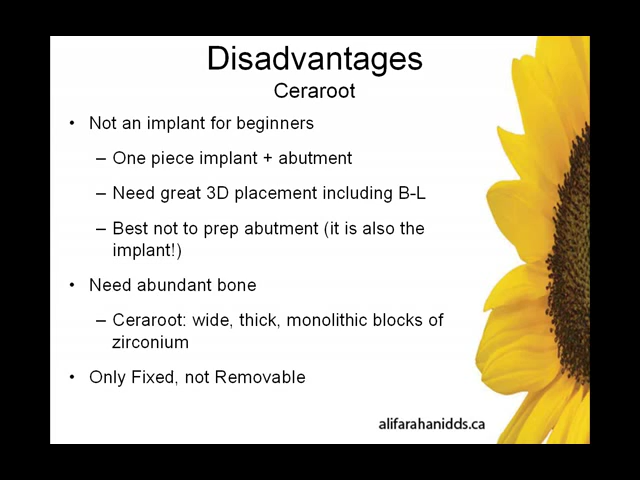 Disadvantages
Ceraroot
• Not an implant for beginners
– One piece implant + abutment
– Need great 3D placement including B-L
– Best not to prep abutment (it is also the
implant!)
• Need abundant bone
– Ceraroot: wide, thick, monolithic blocks of
zirconium
• Only Fixed, not Removable
alifarahanidds.ca